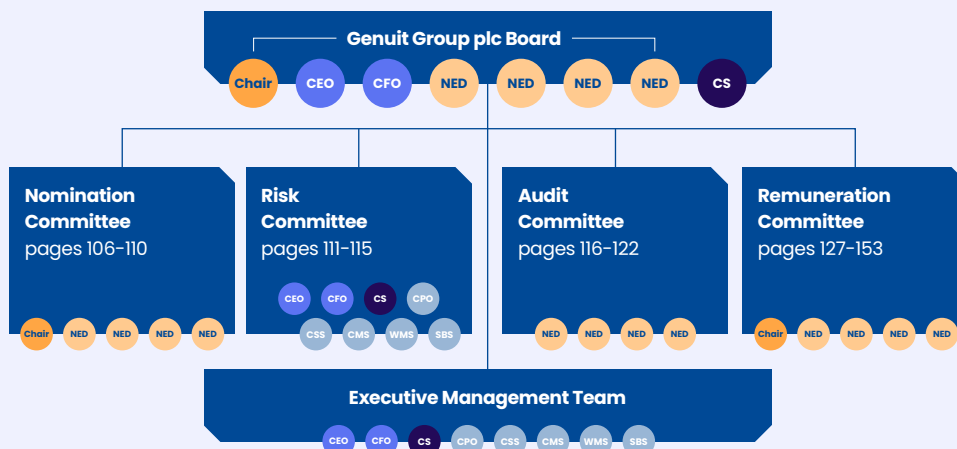 Genuit Group plc Board
Chair CEO CFO NED NED NED NED CS
Nomination
Committee
pages 106-110
Chair NED NED NED NED
Risk
Committee
pages 111-115
CEO CFO CS CPO
CSS CMS WMS SBS
Audit
Committee
pages 116-122
NED NED NED NED
Remuneration
Committee
pages 127-153
Chair NED NED NED NED
Executive Management Team
CEO CFO CS CPO CSS CMS WMS SBS